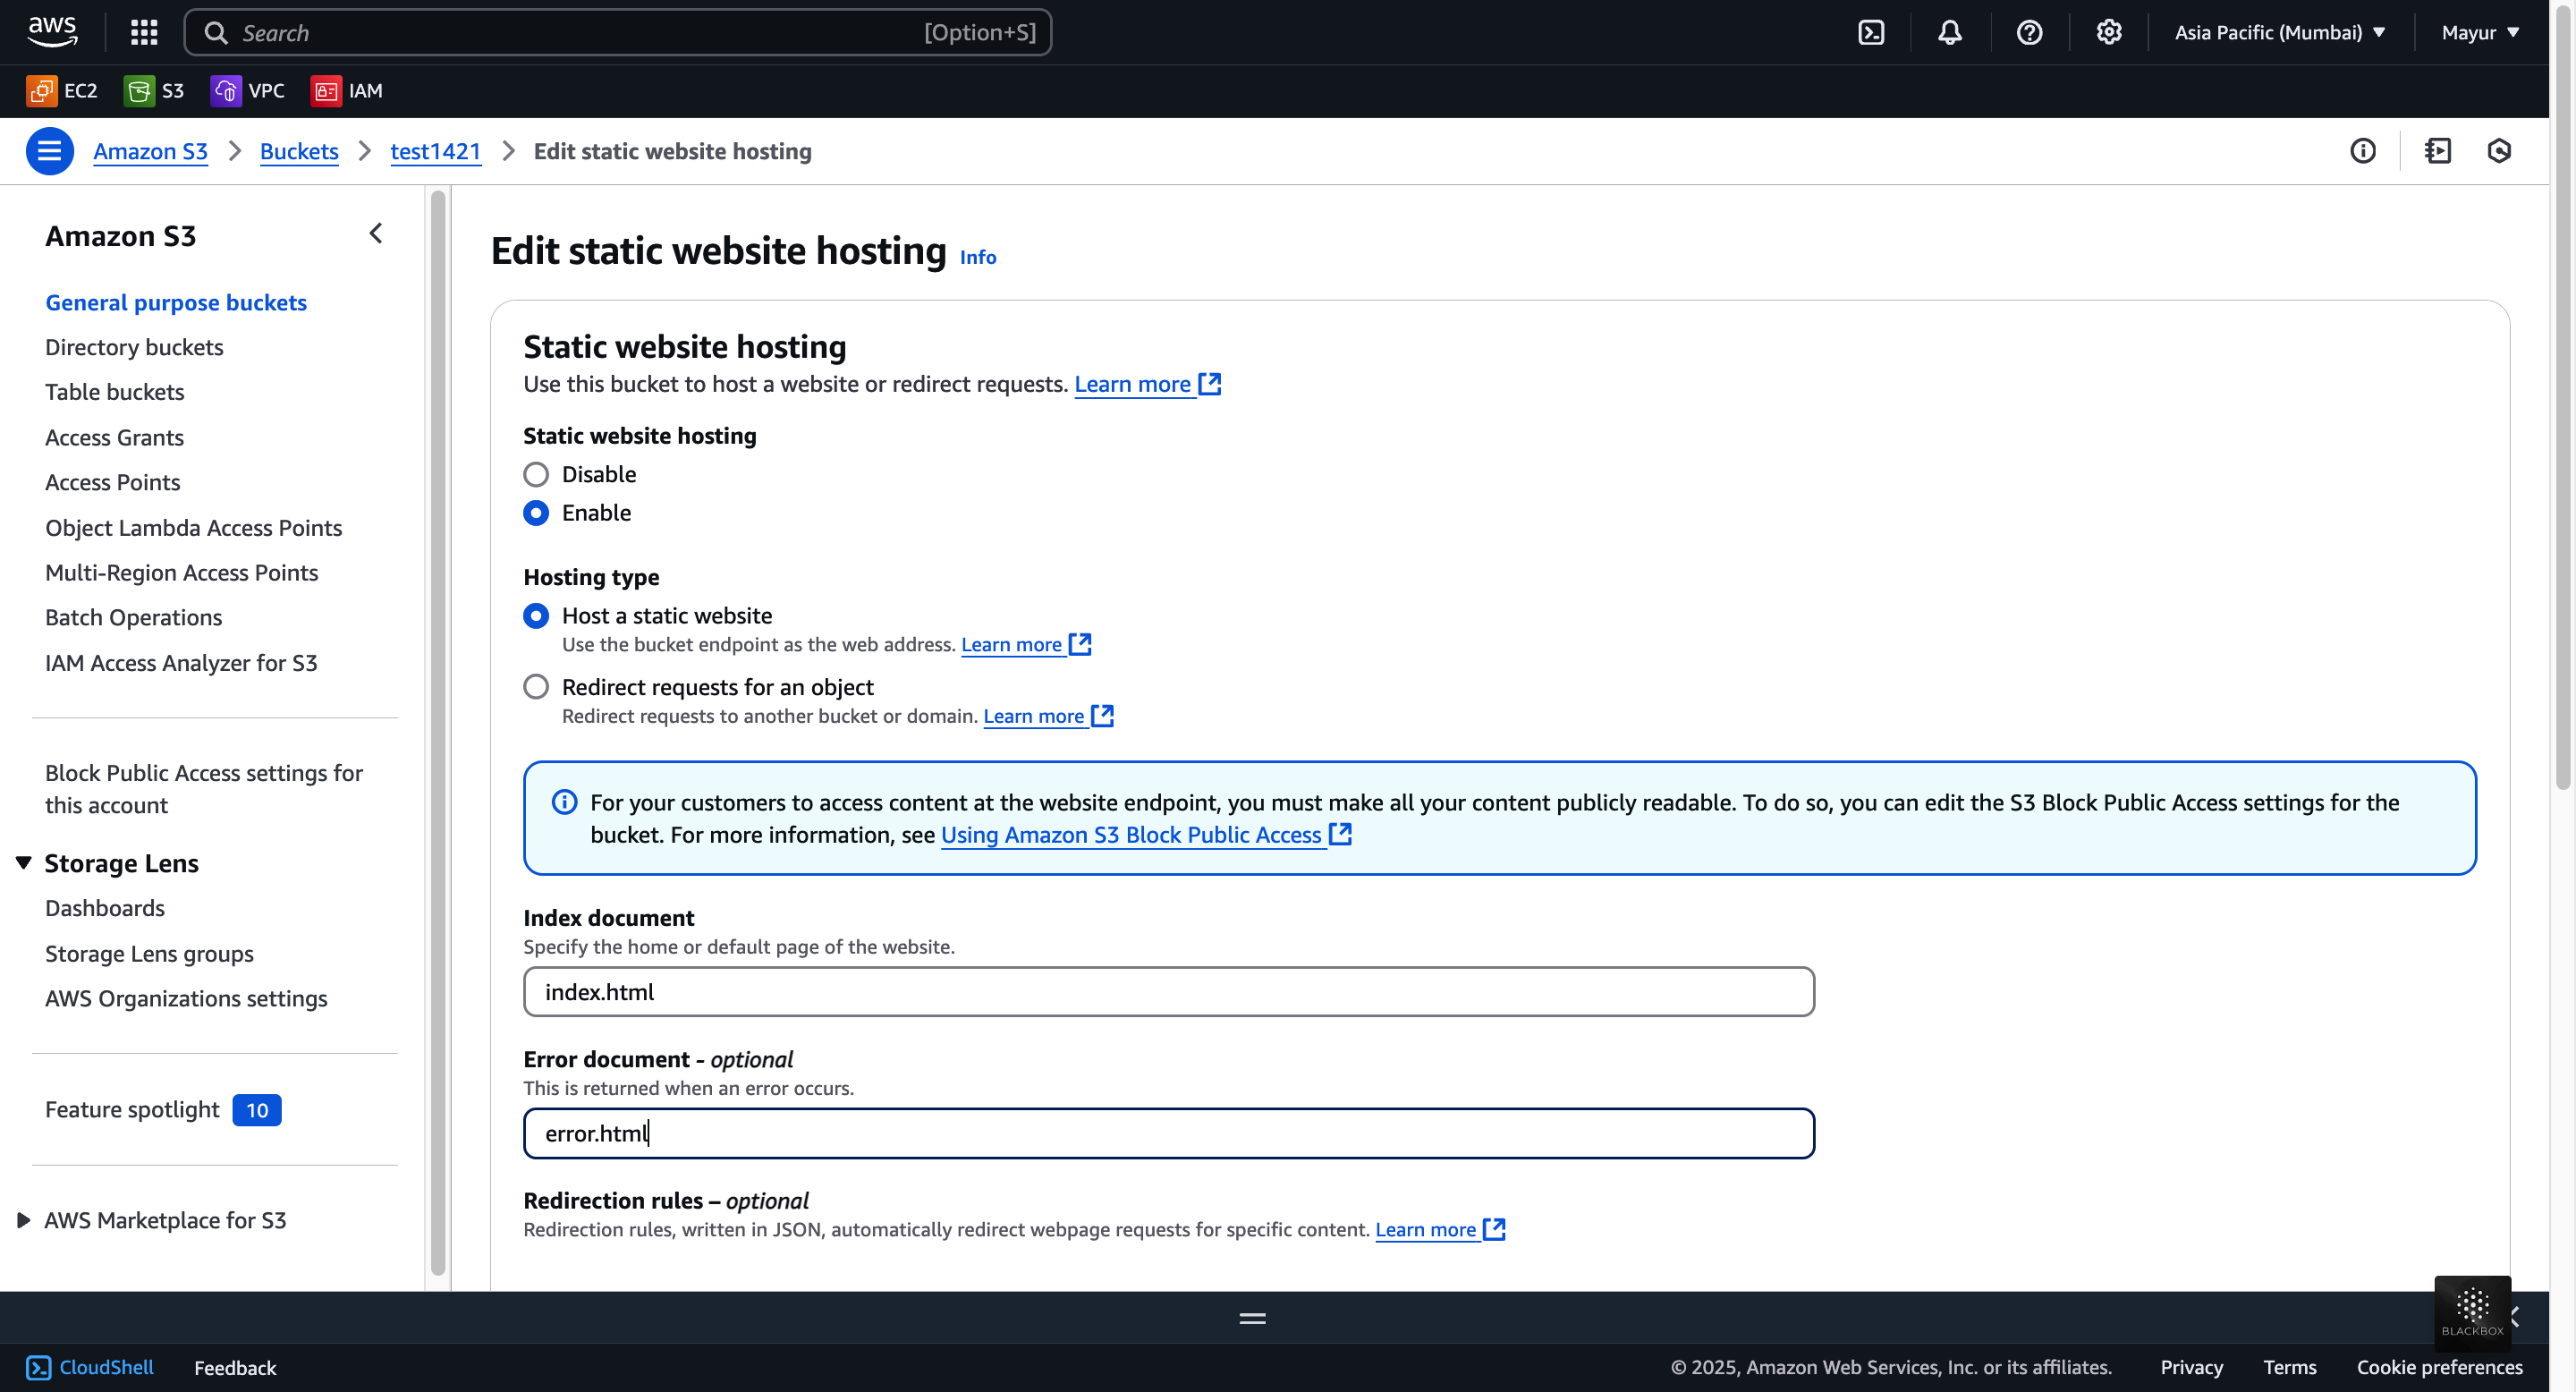 aws
Search [Option+S] Asia Pacific (Mumbai) Mayur
EC2 S3 VPC IAM
Amazon S3 Buckets test1421 Edit static website hosting
Amazon S3
General purpose buckets
Directory buckets
Table buckets
Access Grants
Access Points
Object Lambda Access Points
Multi-Region Access Points
Batch Operations
IAM Access Analyzer for S3
Block Public Access settings for
this account
Storage Lens
Dashboards
Storage Lens groups
AWS Organizations settings
Feature spotlight 10
AWS Marketplace for S3
Edit static website hosting Info
Static website hosting
Use this bucket to host a website or redirect requests. Learn more
Static website hosting
Disable
Enable
Hosting type
Host a static website
Use the bucket endpoint as the web address. Learn more
Redirect requests for an object
Redirect requests to another bucket or domain. Learn more
For your customers to access content at the website endpoint, you must make all your content publicly readable. To do so, you can edit the S3 Block Public Access settings for the
bucket. For more information, see Using Amazon S3 Block Public Access
Index document
Specify the home or default page of the website.
index.html
Error document - optional
This is returned when an error occurs.
error.html
Redirection rules – optional
Redirection rules, written in JSON, automatically redirect webpage requests for specific content. Learn more
BLACKBOX
CloudShell Feedback © 2025, Amazon Web Services, Inc. or its affiliates. Privacy Terms Cookie preferences